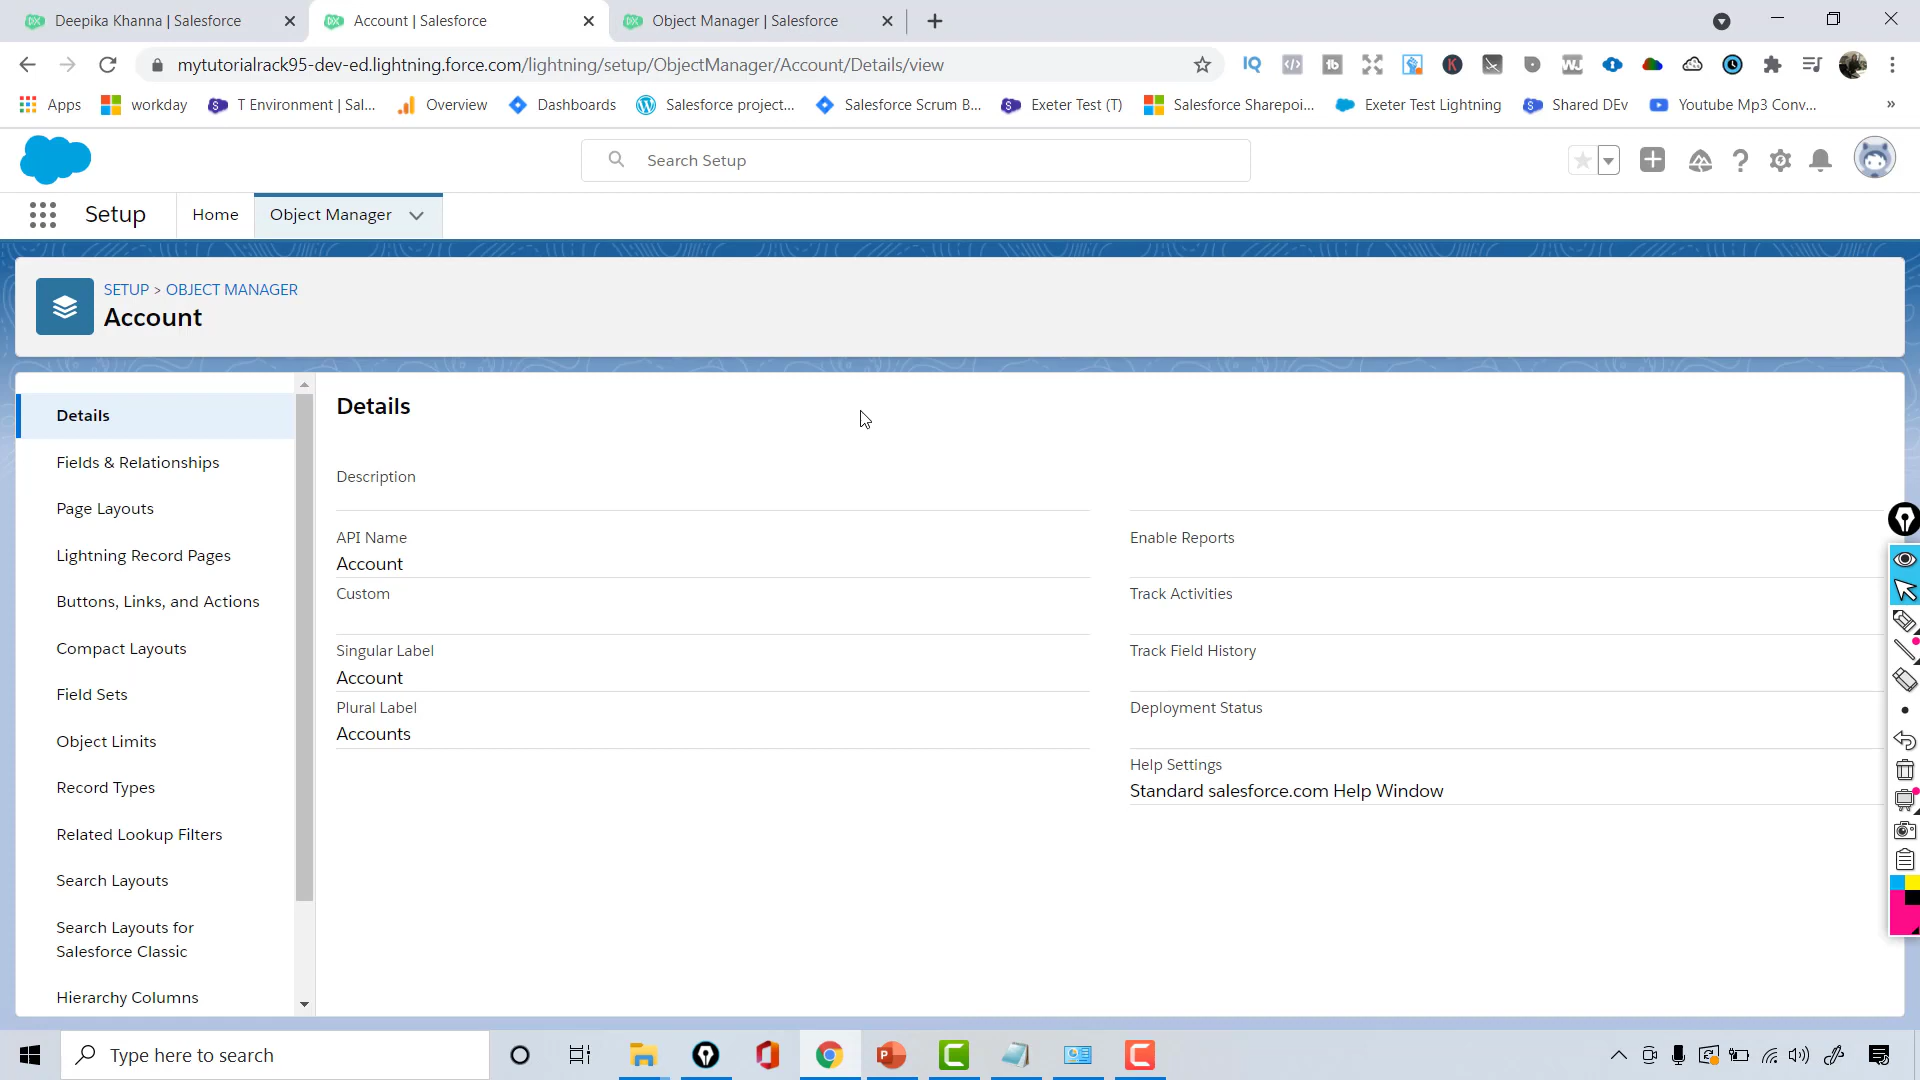 Deepika Khanna | Salesforce
Account | Salesforce
Object Manager | Salesforce
mytutorialrack95-dev-ed.lightning.force.com/lightning/setup/ObjectManager/Account/Details/view
Apps
workday
T Environment | Sal...
Overview
Dashboards
Salesforce project...
Salesforce Scrum B...
Exeter Test (T)
Salesforce Sharepoi...
Exeter Test Lightning
Shared DEv
Youtube Mp3 Conv...
»
Search Setup
Setup
Home
Object Manager
SETUP > OBJECT MANAGER
Account
Details
Fields & Relationships
Page Layouts
Lightning Record Pages
Buttons, Links, and Actions
Compact Layouts
Field Sets
Object Limits
Record Types
Related Lookup Filters
Search Layouts
Search Layouts for
Salesforce Classic
Hierarchy Columns
Details
Description
API Name
Account
Custom
Singular Label
Account
Plural Label
Accounts
Enable Reports
Track Activities
Track Field History
Deployment Status
Help Settings
Standard salesforce.com Help Window
Type here to search